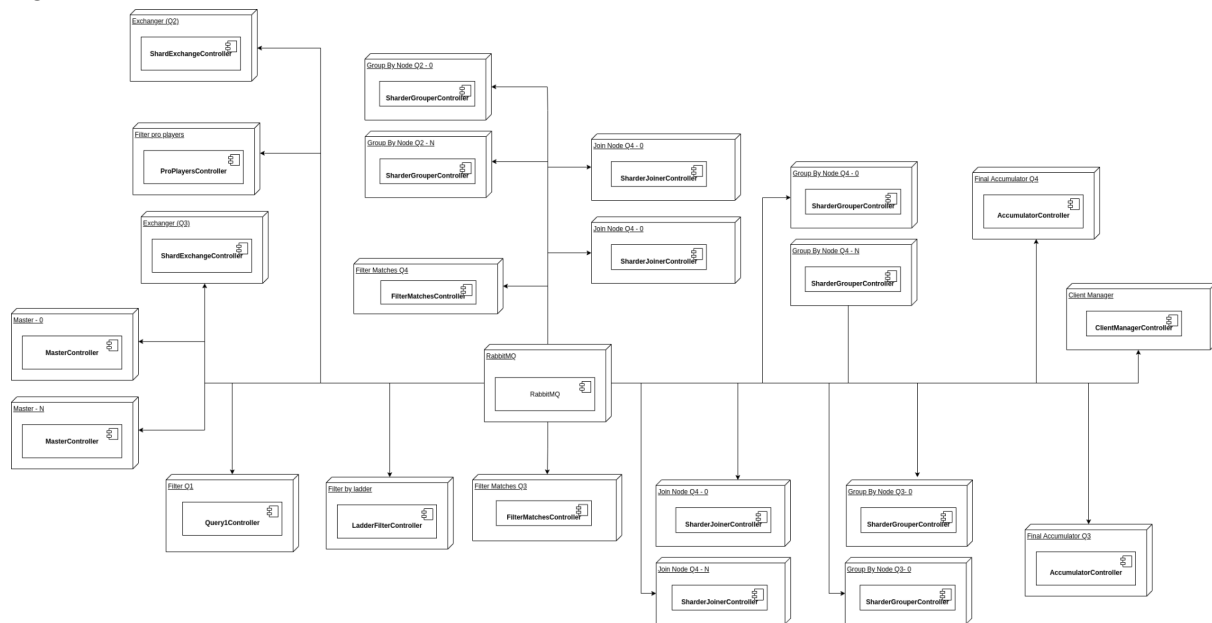 Exchanger (Q2)
ShardExchangeController
Group By Node Q2 - 0
SharderGrouperController
Filter pro players
ProPlayersController
Group By Node Q2 - N
SharderGrouperController
Join Node Q4 - 0
SharderJoinerController
Group By Node Q4 - 0
SharderGrouperController
Final Accumulator Q4
AccumulatorController
Exchanger (Q3)
ShardExchangeController
Join Node Q4 - 0
SharderJoinerController
Group By Node Q4 - N
SharderGrouperController
Filter Matches Q4
FilterMatchesController
Client Manager
ClientManagerController
Master - 0
MasterController
RabbitMQ
RabbitMQ
Master - N
MasterController
Filter Q1
Query1Controller
Filter by ladder
LadderFilterController
Filter Matches Q3
FilterMatchesController
Join Node Q4 - 0
SharderJoinerController
Group By Node Q3- 0
SharderGrouperController
Final Accumulator Q3
AccumulatorController
Join Node Q4 - N
SharderJoinerController
Group By Node Q3- 0
SharderGrouperController